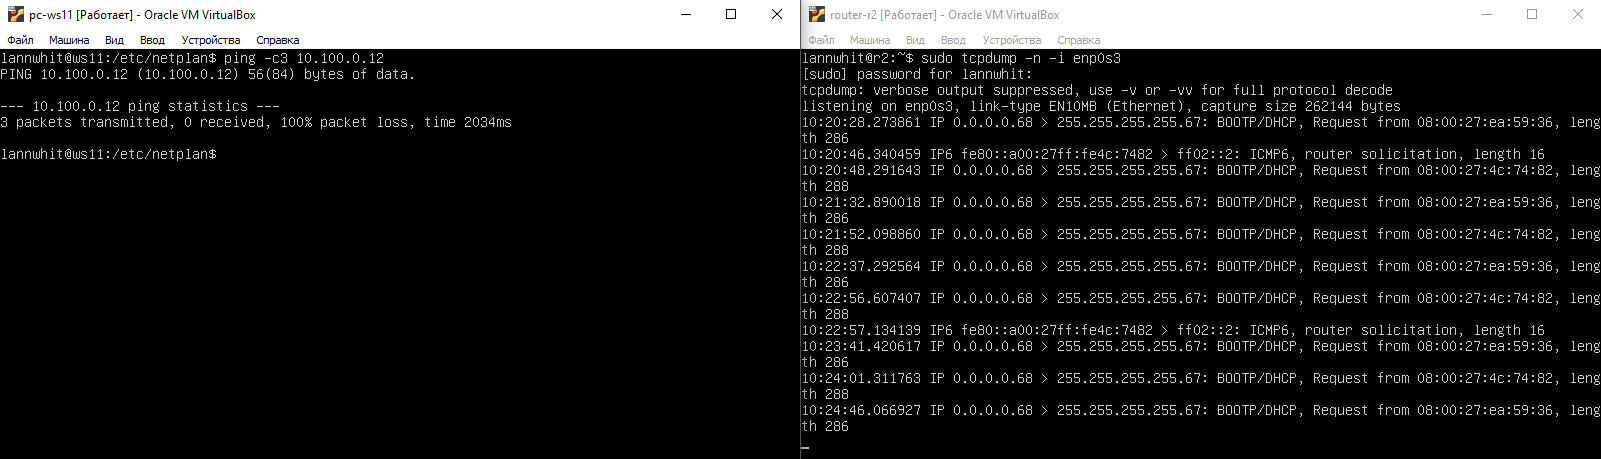 pc-ws11 [Работает] - Oracle VM VirtualBox
Файл Машина Вид Ввод Устройства Справка
lannwhit@ws11:/etc/netplan$ ping -c3 10.100.0.12
PING 10.100.0.12 (10.100.0.12) 56(84) bytes of data.
--- 10.100.0.12 ping statistics ---
3 packets transmitted, 0 received, 100% packet loss, time 2034ms
lannwhit@ws11:/etc/netplan$
router-r2 [Работает] - Oracle VM VirtualBox
Файл Машина Вид Ввод Устройства Справка
lannwhit@r2:~$ sudo tcpdump -n -i enp0s3
[sudo] password for lannwhit:
tcpdump: verbose output suppressed, use -v or -vv for full protocol decode
listening on enp0s3, link-type EN10MB (Ethernet), capture size 262144 bytes
10:20:28.273861 IP 0.0.0.0.68 > 255.255.255.255.67: BOOTP/DHCP, Request from 08:00:27:ea:59:36, leng
th 286
10:20:46.340459 IP6 fe80::a00:27ff:fe4c:7482 > ff02::2: ICMP6, router solicitation, length 16
10:20:48.291643 IP 0.0.0.0.68 > 255.255.255.255.67: BOOTP/DHCP, Request from 08:00:27:4c:74:82, leng
th 288
10:21:32.890018 IP 0.0.0.0.68 > 255.255.255.255.67: BOOTP/DHCP, Request from 08:00:27:ea:59:36, leng
th 286
10:21:52.098860 IP 0.0.0.0.68 > 255.255.255.255.67: BOOTP/DHCP, Request from 08:00:27:4c:74:82, leng
th 288
10:22:37.292564 IP 0.0.0.0.68 > 255.255.255.255.67: BOOTP/DHCP, Request from 08:00:27:ea:59:36, leng
th 286
10:22:56.607407 IP 0.0.0.0.68 > 255.255.255.255.67: BOOTP/DHCP, Request from 08:00:27:4c:74:82, leng
th 288
10:22:57.134139 IP6 fe80::a00:27ff:fe4c:7482 > ff02::2: ICMP6, router solicitation, length 16
10:23:41.420617 IP 0.0.0.0.68 > 255.255.255.255.67: BOOTP/DHCP, Request from 08:00:27:ea:59:36, leng
th 286
10:24:01.311763 IP 0.0.0.0.68 > 255.255.255.255.67: BOOTP/DHCP, Request from 08:00:27:4c:74:82, leng
th 288
10:24:46.066927 IP 0.0.0.0.68 > 255.255.255.255.67: BOOTP/DHCP, Request from 08:00:27:ea:59:36, leng
th 286